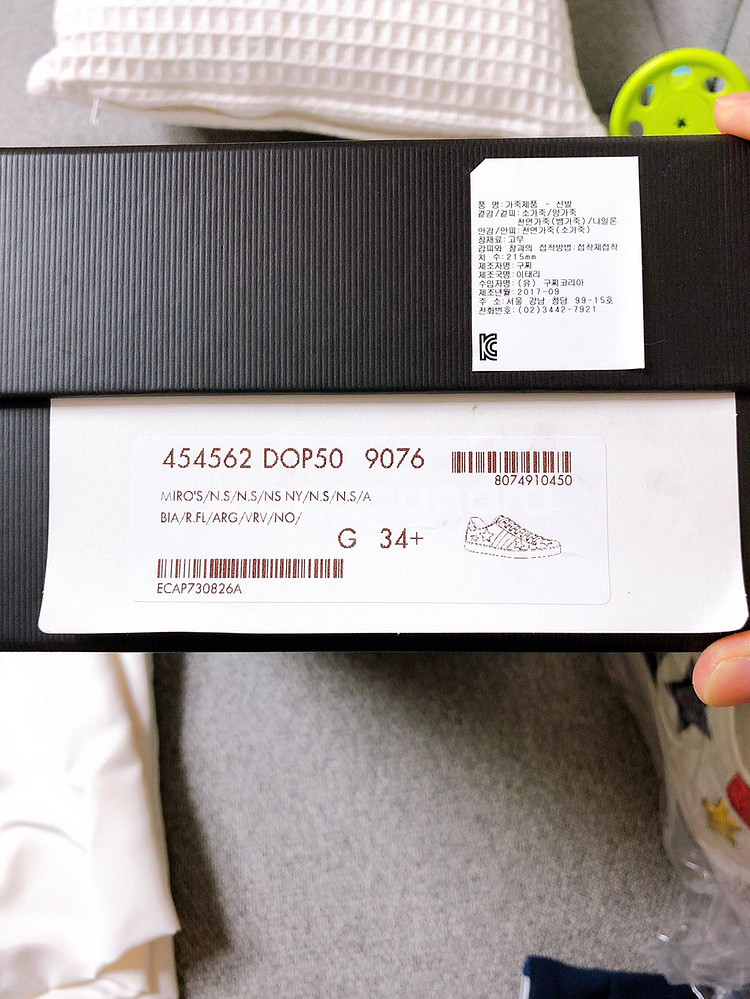 품 명:가죽제품 - 신발
겉감/겉피:소가죽/양가죽
천연가죽(뱀가죽)/나일론
안감/안피:천연가죽(소가죽)
창재료:고무
갑피와 창과의 접착방법:접착제접착
치 수:215mm
제조자명:구찌
제조국명:이태리
수입자명:(유) 구찌코리아
제조년월:2017-09
주 소:서울 강남 청담 99-15호
전화번호:(02)3442-7921
454562 DOP50 9076
8074910450
MIRO'S/N.S/N.S/NS NY/N.S/N.S/A
BIA/R.FL/ARG/VRV/NO/
G 34+
ECAP730826A